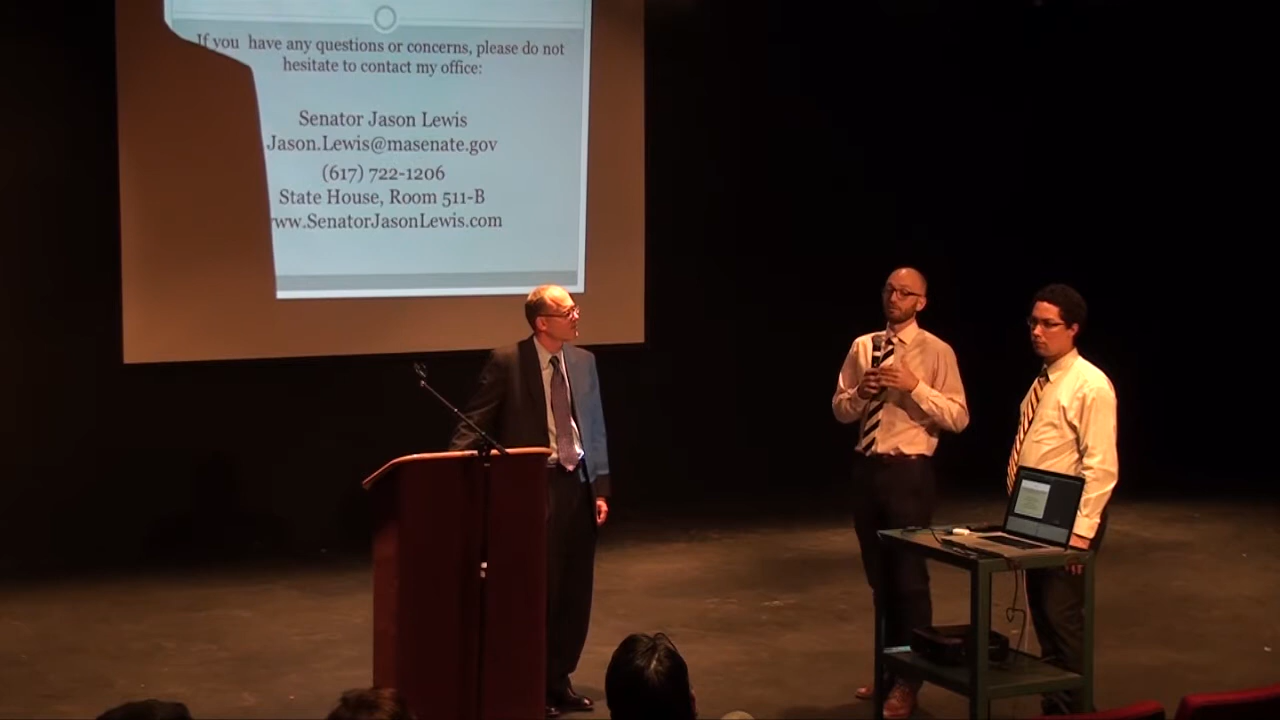 If you have any questions or concerns, please do not
hesitate to contact my office:
Senator Jason Lewis
Jason.Lewis@masenate.gov
(617) 722-1206
State House, Room 511-B
ww.SenatorJasonLewis.com